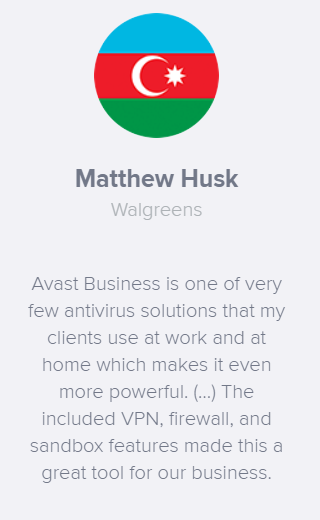 Matthew Husk
Walgreens
Avast Business is one of very
few antivirus solutions that my
clients use at work and at
home which makes it even
more powerful. (...) The
included VPN, firewall, and
sandbox features made this a
great tool for our business.